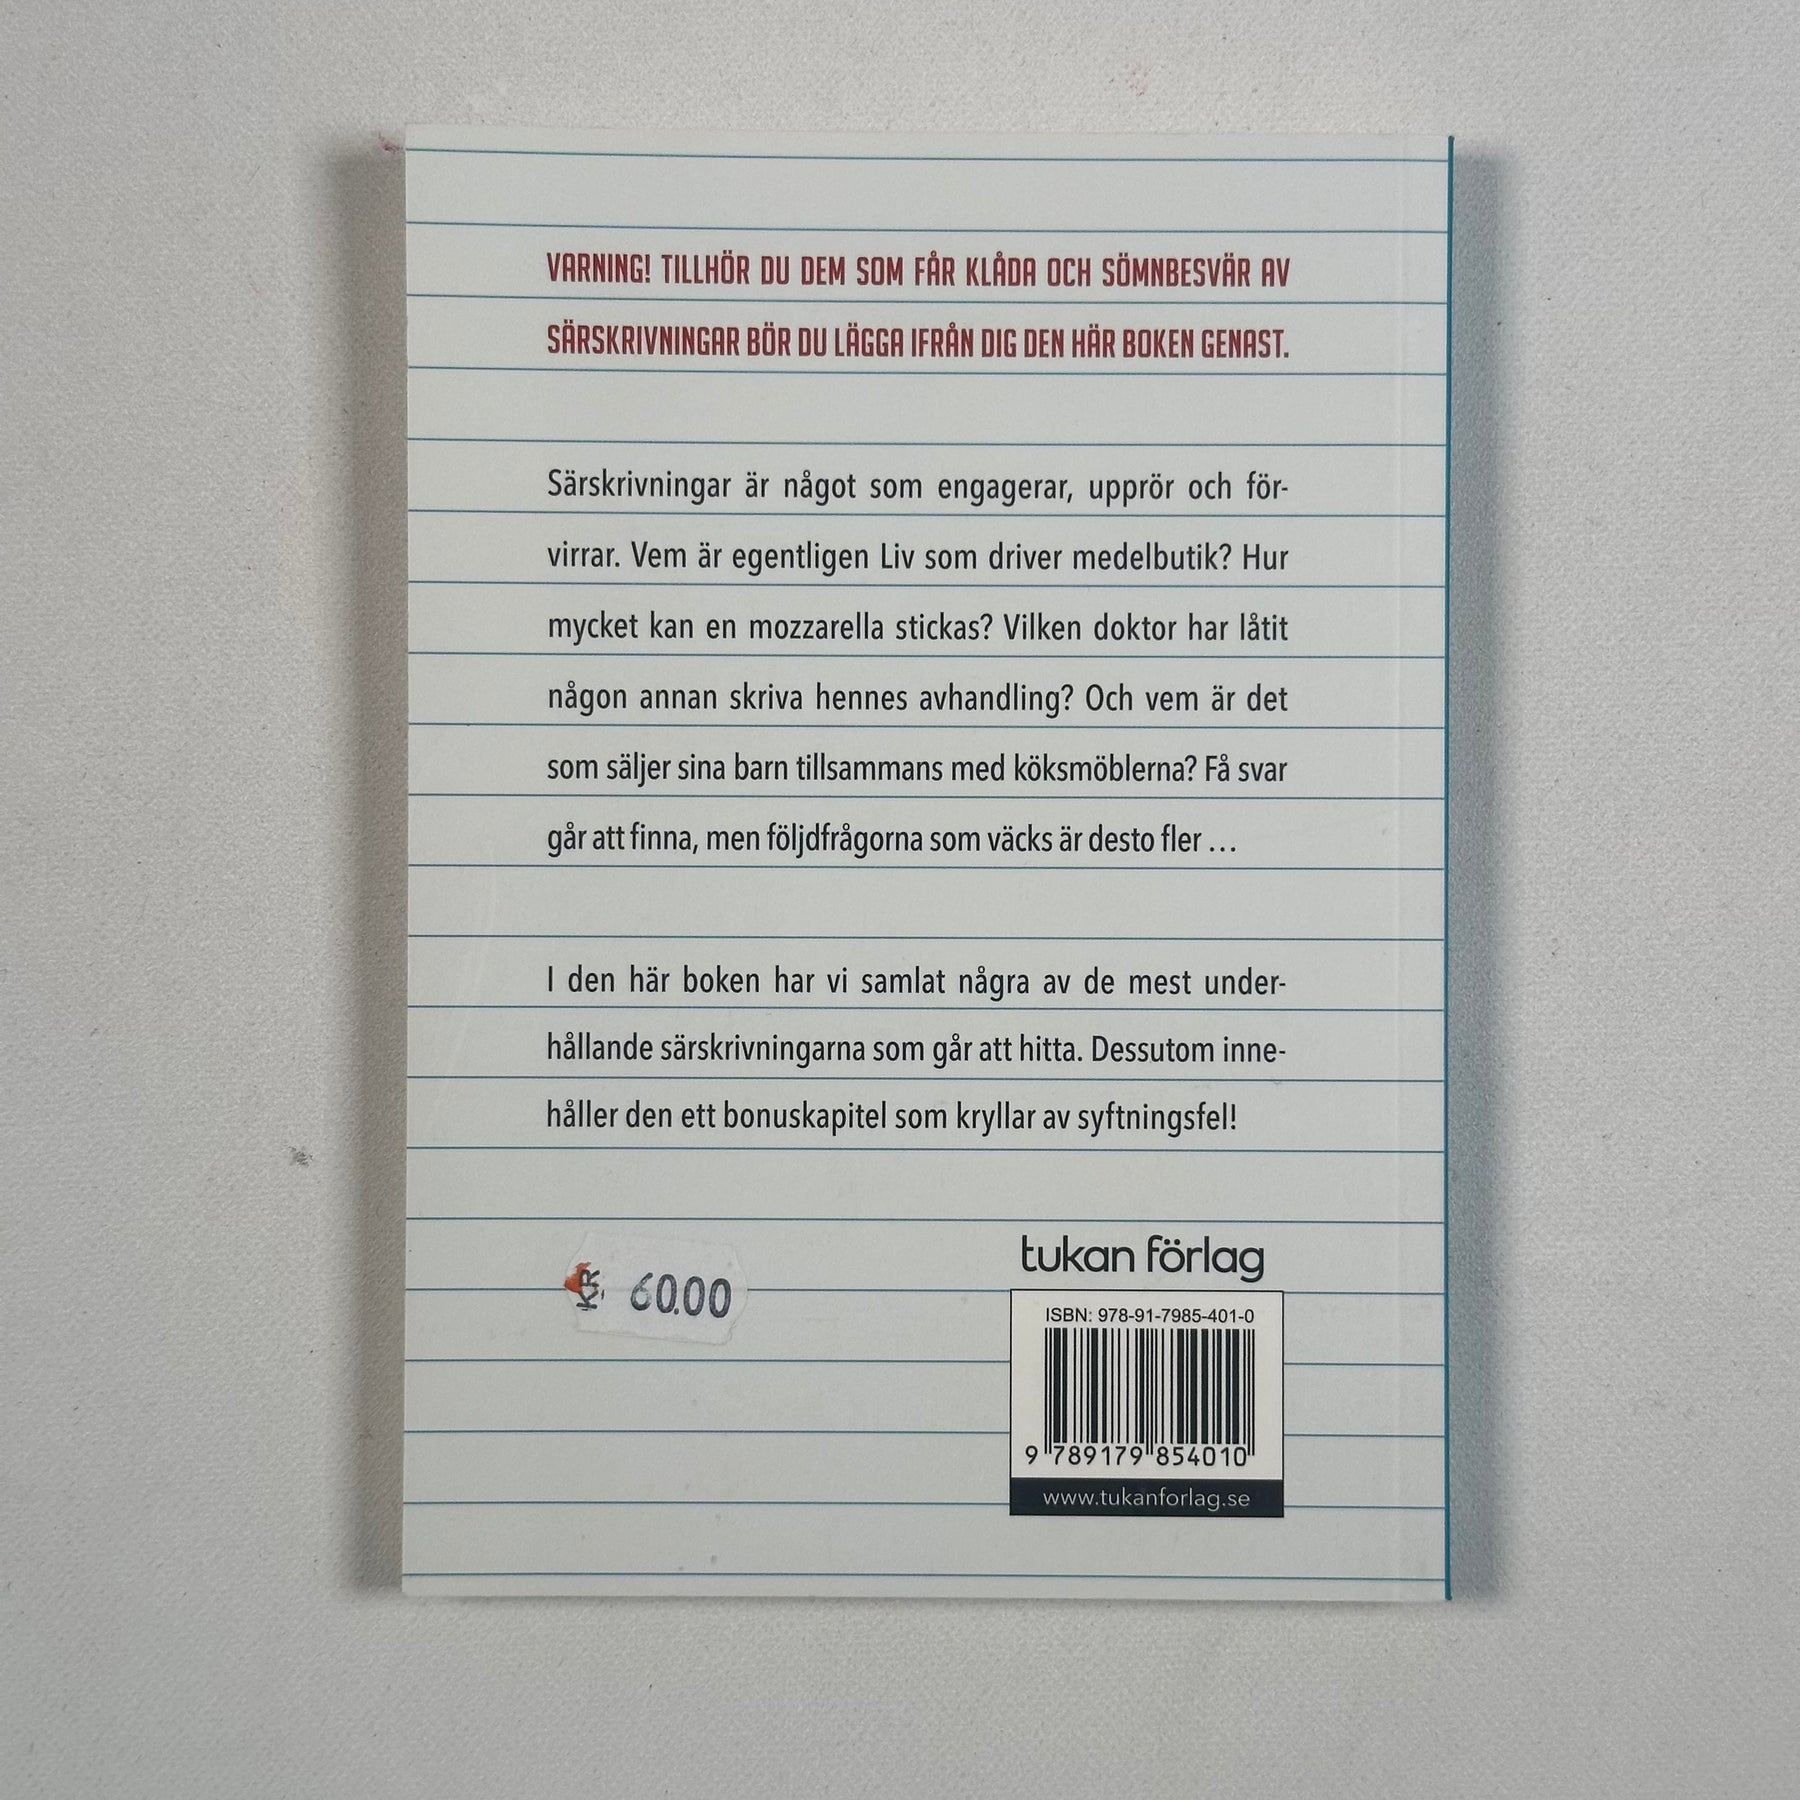 VARNING! TILLHÖR DU DEM SOM FÅR KLÅDA OCH SÖMNBESVÄR AV
SÄRSKRIVNINGAR BÖR DU LÄGGA IFRÅN DIG DEN HÄR BOKEN GENAST.
Särskrivningar är något som engagerar, upprör och för-
virrar. Vem är egentligen Liv som driver medelbutik? Hur
mycket kan en mozzarella stickas? Vilken doktor har låtit
någon annan skriva hennes avhandling? Och vem är det
som säljer sina barn tillsammans med köksmöblerna? Få svar
går att finna, men följdfrågorna som väcks är desto fler …
I den här boken har vi samlat några av de mest under-
hållande särskrivningarna som går att hitta. Dessutom inne-
håller den ett bonuskapitel som kryllar av syftningsfel!
KR 60.00
tukan förlag
ISBN: 978-91-7985-401-0
9 789179 854010
www.tukanforlag.se